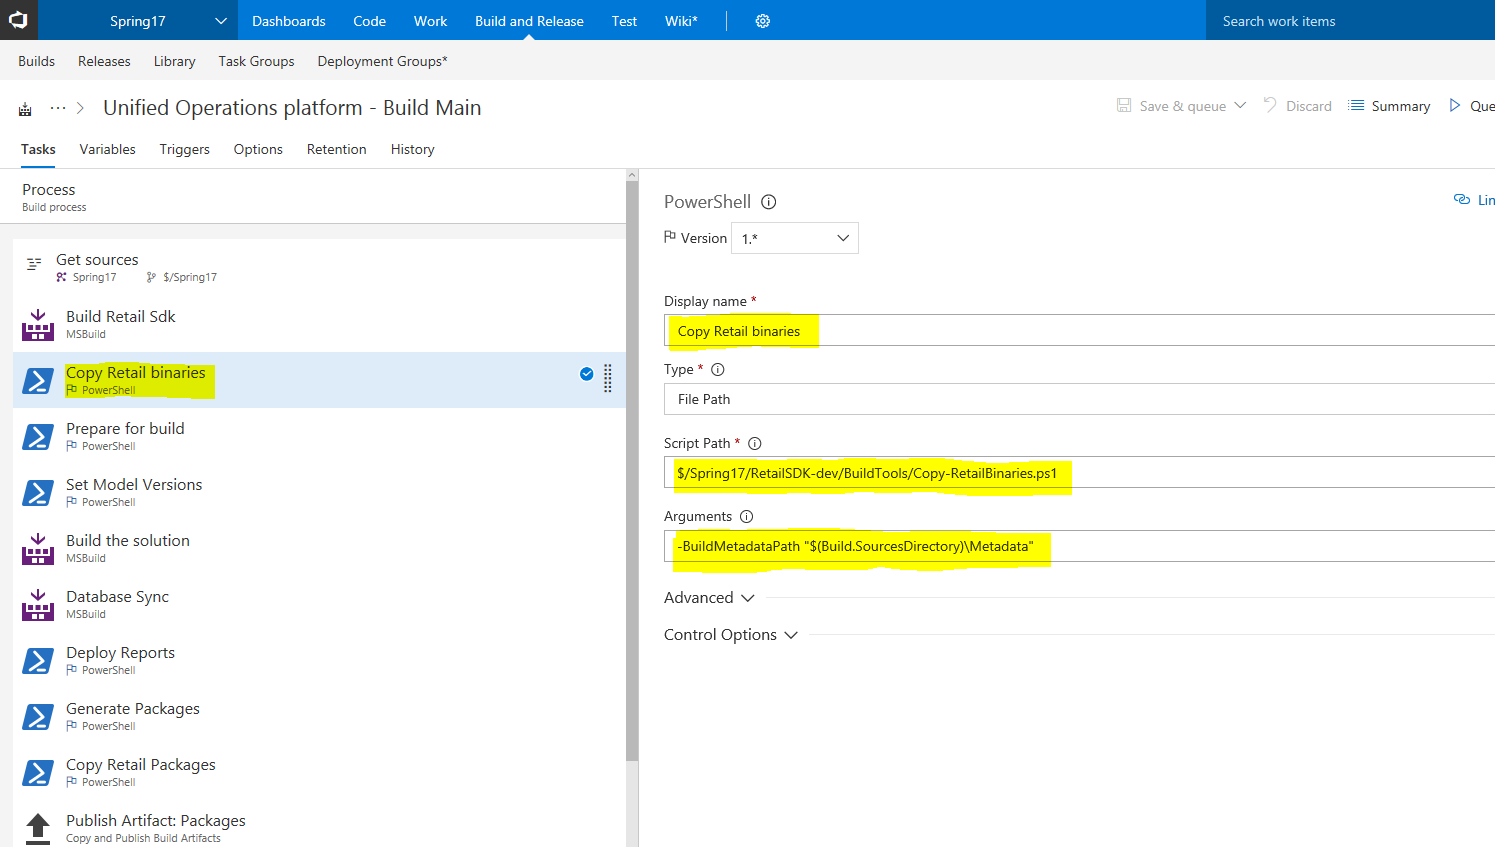 Spring17 Dashboards Code Work Build and Release Test Wiki* Search work items
Builds Releases Library Task Groups Deployment Groups*
··· Unified Operations platform - Build Main Save & queue Discard Summary Que
Tasks Variables Triggers Options Retention History
Process
Build process
Get sources
Spring17 $/Spring17
Build Retail Sdk
MSBuild
Copy Retail binaries
PowerShell
Prepare for build
PowerShell
Set Model Versions
PowerShell
Build the solution
MSBuild
Database Sync
MSBuild
Deploy Reports
PowerShell
Generate Packages
PowerShell
Copy Retail Packages
PowerShell
Publish Artifact: Packages
Copy and Publish Build Artifacts
PowerShell Lin
Version 1.*
Display name *
Copy Retail binaries
Type *
File Path
Script Path *
$/Spring17/RetailSDK-dev/BuildTools/Copy-RetailBinaries.ps1
Arguments
-BuildMetadataPath "$(Build.SourcesDirectory)\Metadata"
Advanced
Control Options